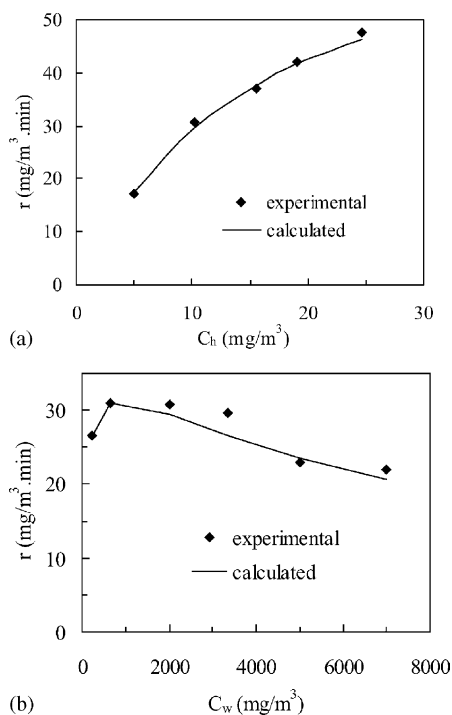 50
40
30
20
10
0
r (mg/m³.min)
experimental
calculated
0 10 20 30
(a) Cₕ (mg/m³)
30
20
10
0
r (mg/m³.min)
experimental
calculated
0 2000 4000 6000 8000
(b) C_w (mg/m³)